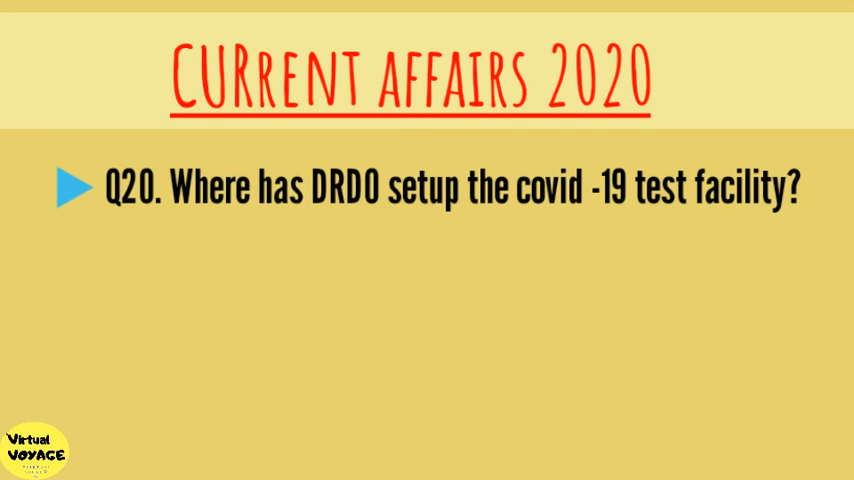 CURRENT AFFAIRS 2020
Q20. Where has DRDO setup the covid -19 test facility?
Virtual
VOYAGE